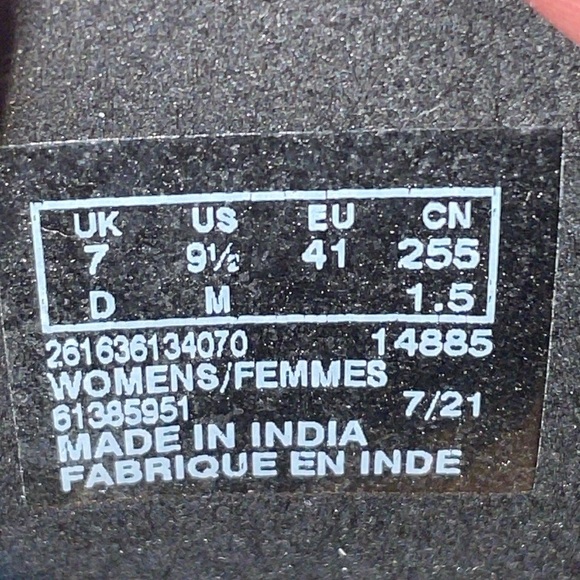 UK US EU CN
7 9½ 41 255
D M 1.5
261636134070 14885
WOMENS/FEMMES
61385951 7/21
MADE IN INDIA
FABRIQUE EN INDE